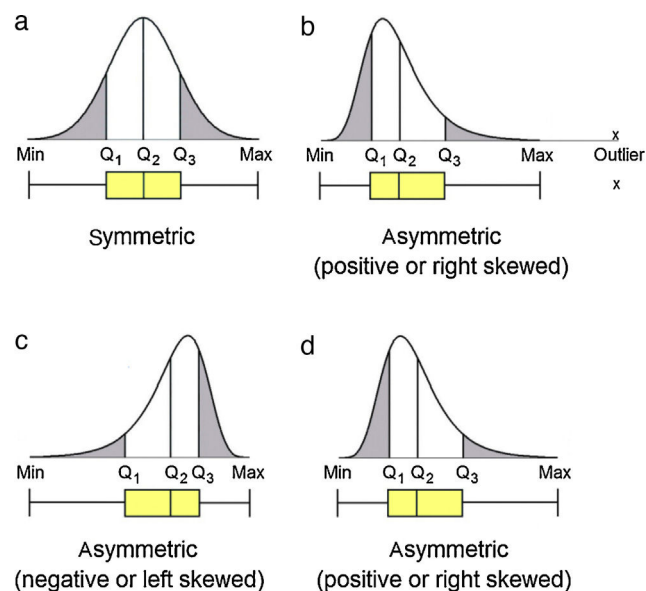 a
Min Q1 Q2 Q3 Max
Symmetric
b
x
Min Q1 Q2 Q3 Max Outlier
x
Asymmetric
(positive or right skewed)
c
Min Q1 Q2 Q3 Max
Asymmetric
(negative or left skewed)
d
Min Q1 Q2 Q3 Max
Asymmetric
(positive or right skewed)